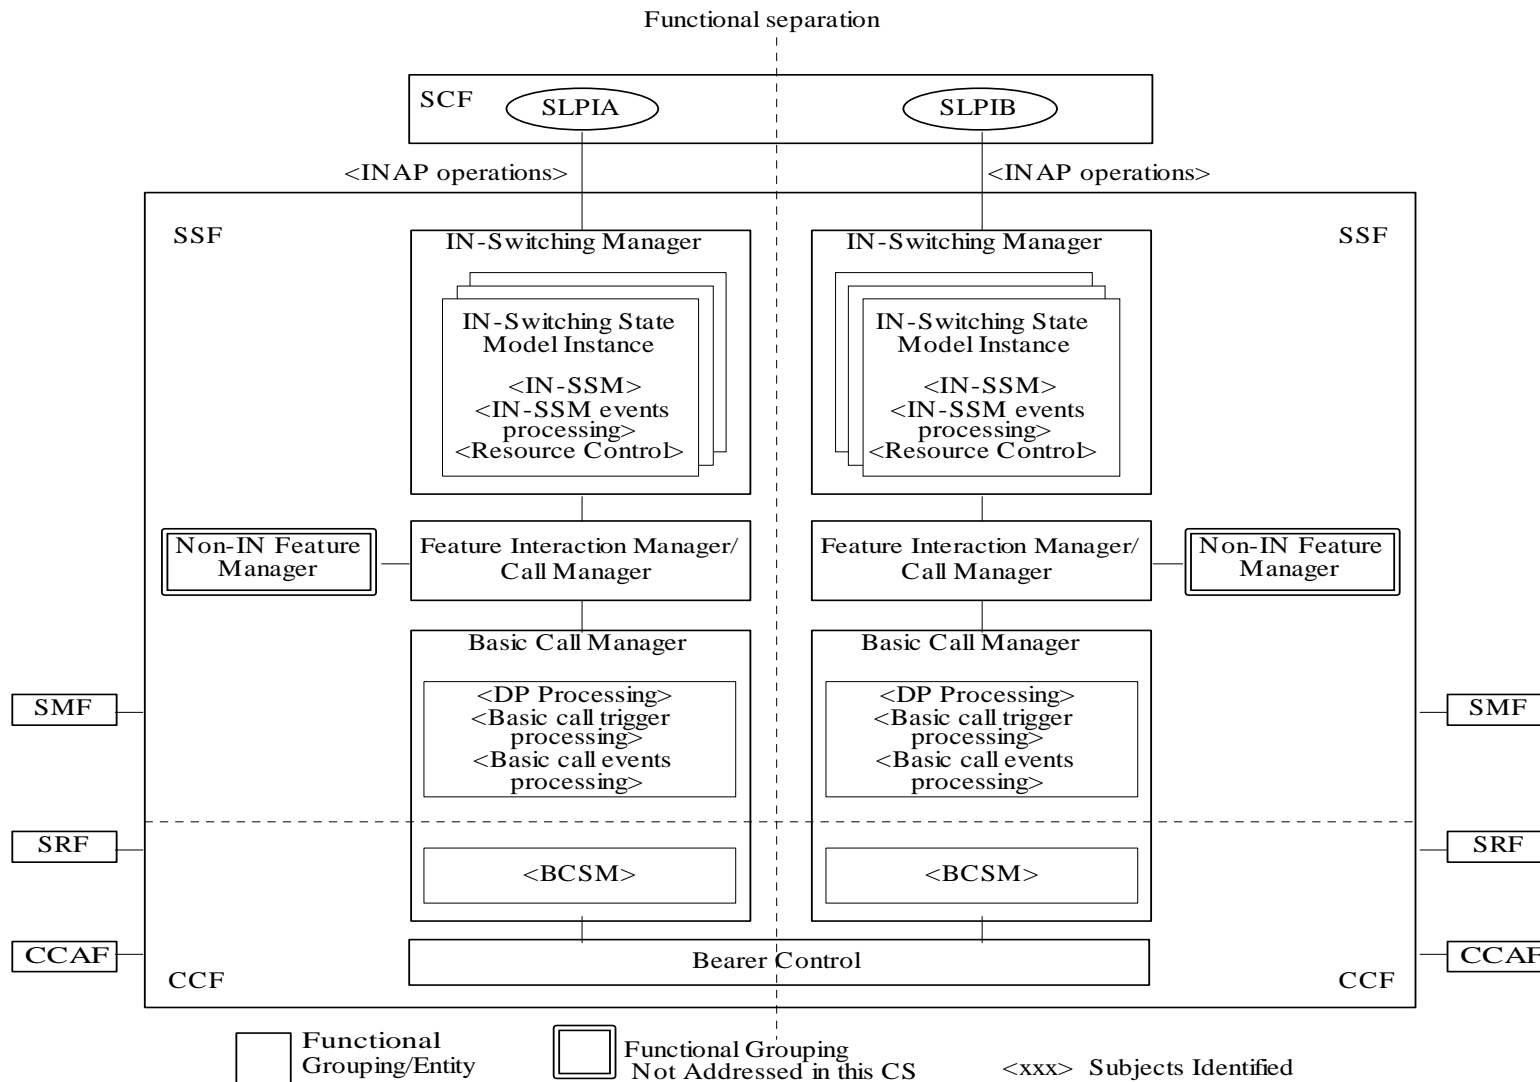 Functional separation
SCF
SLPIA
SLPIB
<INAP operations>
<INAP operations>
SSF
SSF
IN-Switching Manager
IN-Switching State
Model Instance
<IN-SSM>
<IN-SSM events
processing>
<Resource Control>
IN-Switching Manager
IN-Switching State
Model Instance
<IN-SSM>
<IN-SSM events
processing>
<Resource Control>
Non-IN Feature
Manager
Feature Interaction Manager/
Call Manager
Feature Interaction Manager/
Call Manager
Non-IN Feature
Manager
Basic Call Manager
<DP Processing>
<Basic call trigger
processing>
<Basic call events
processing>
Basic Call Manager
<DP Processing>
<Basic call trigger
processing>
<Basic call events
processing>
SMF
SMF
SRF
SRF
<BCSM>
<BCSM>
CCAF
CCAF
Bearer Control
CCF
CCF
Functional
Grouping/Entity
Functional Grouping
Not Addressed in this CS
<xxx> Subjects Identified